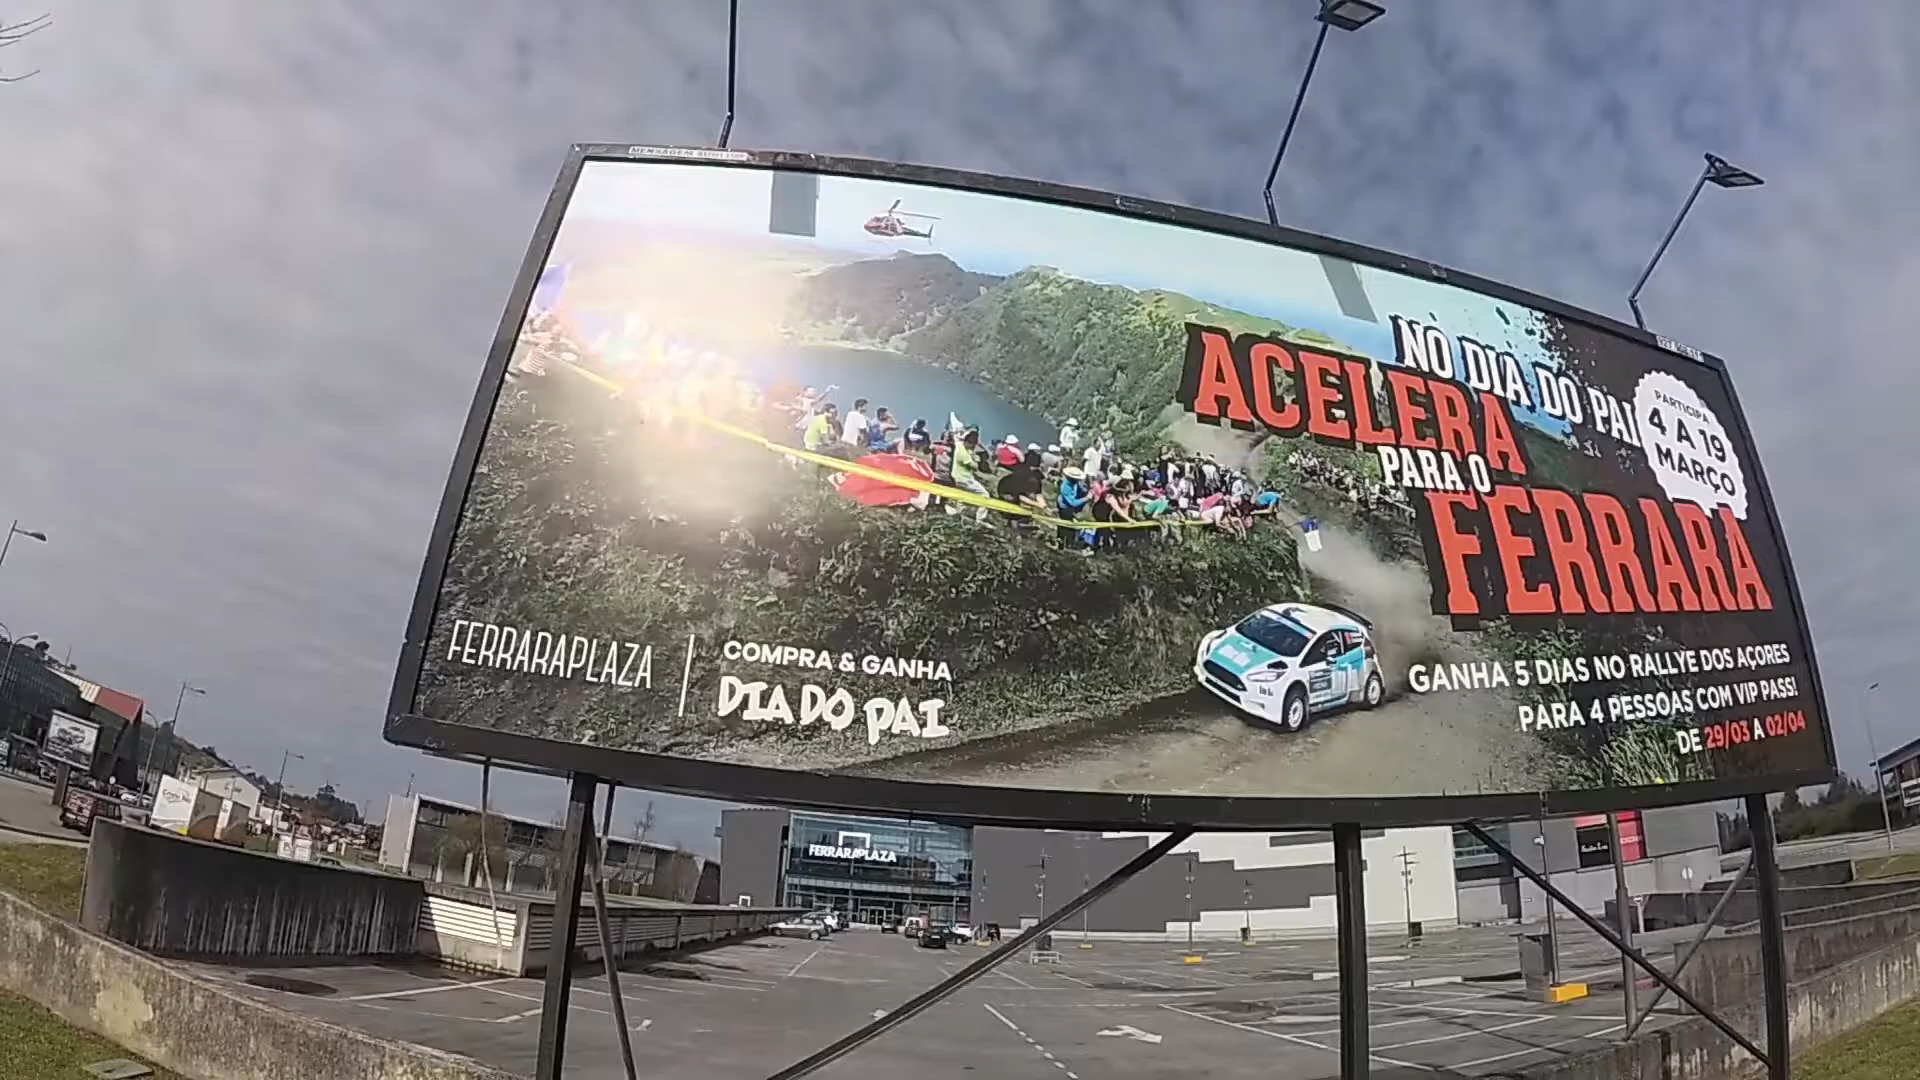 NO DIA DO PAI
ACELERA
PARA O
FERRARA
PARTICIPA
4 A 19
MARÇO
FERRARAPLAZA
COMPRA & GANHA
DIA DO PAI
GANHA 5 DIAS NO RALLYE DOS AÇORES
PARA 4 PESSOAS COM VIP PASS!
DE 29/03 A 02/04
FERRARAPLAZA